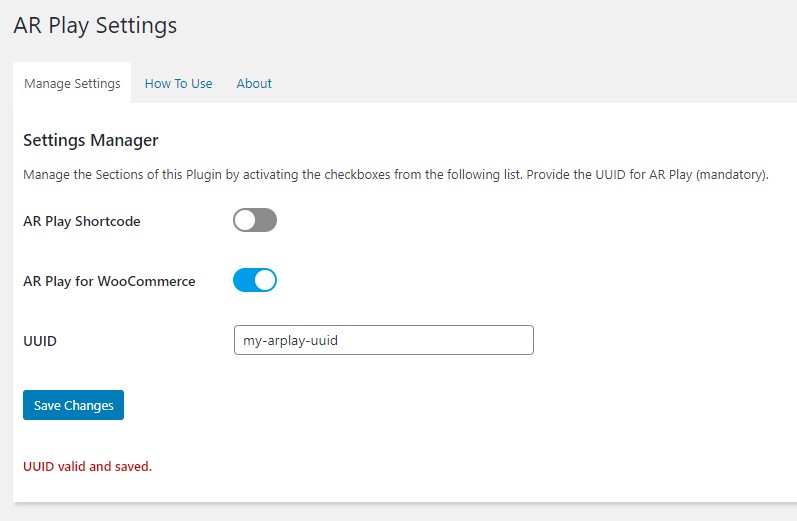 AR Play Settings
Manage Settings How To Use About
Settings Manager
Manage the Sections of this Plugin by activating the checkboxes from the following list. Provide the UUID for AR Play (mandatory).
AR Play Shortcode
AR Play for WooCommerce
UUID my-arplay-uuid
Save Changes
UUID valid and saved.